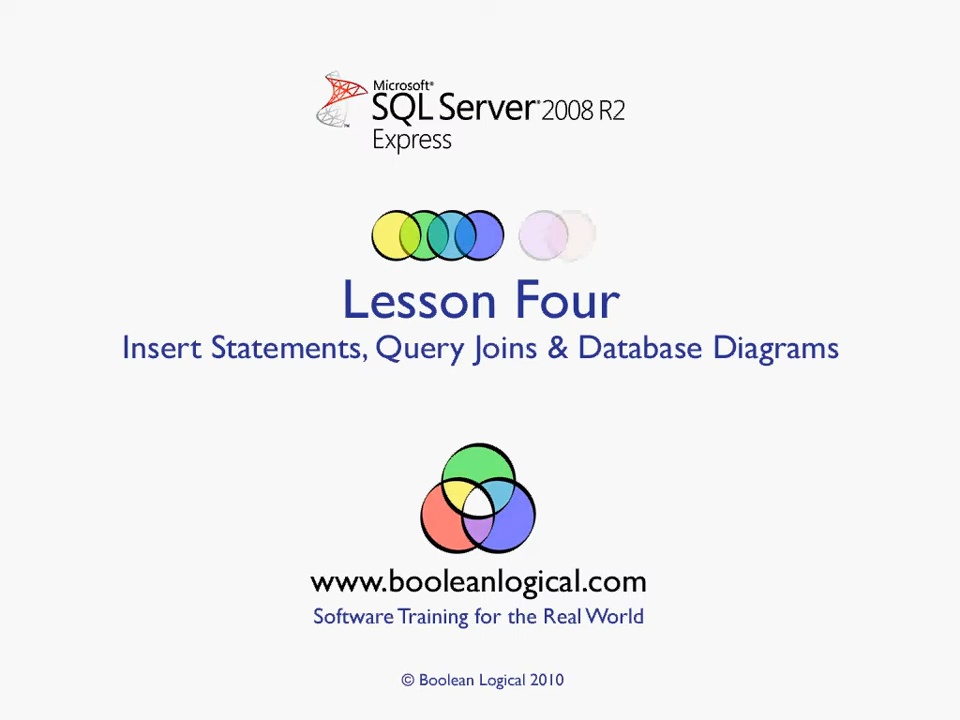 Microsoft®
SQL Server® 2008 R2
Express
Lesson Four
Insert Statements, Query Joins & Database Diagrams
www.booleanlogical.com
Software Training for the Real World
© Boolean Logical 2010